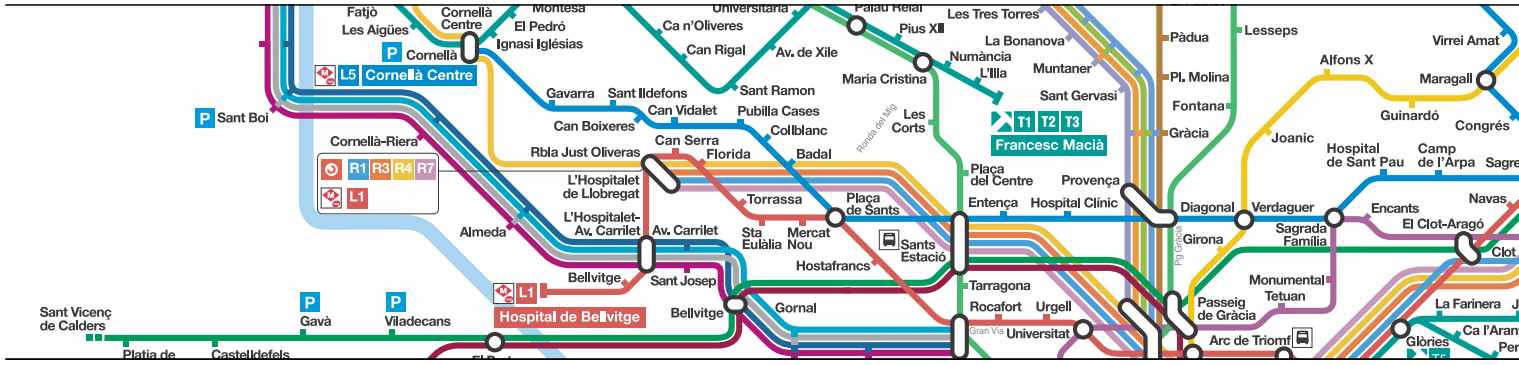 Fatjò
Les Aigües
Cornellà
Centre
Montesa
El Pedró
Ignasi Iglésias
P Cornellà
M L5 Cornellà Centre
P Sant Boi
Cornellà-Riera
R1 R3 R4 R7
M L1
Gavarra
Sant Ildefons
Can Boixeres
Can Vidalet
Pubilla Cases
Collblanc
Badal
Rbla Just Oliveras
Can Serra
Florida
L'Hospitalet
de Llobregat
Torrassa
Sta
Eulàlia
Mercat
Nou
Plaça
de Sants
Hostafrancs
L'Hospitalet-
Av. Carrilet
Av. Carrilet
Almeda
Bellvitge
Sant Josep
M L1
Hospital de Bellvitge
Bellvitge
Gornal
Sant Vicenç
de Calders
P
Gavà
P
Viladecans
Platia de
Castelldefels
Universitària
Ca n'Oliveres
Can Rigal
Av. de Xile
Sant Ramon
Palau Reial
Pius XII
Maria Cristina
Numància
L'Illa
T1 T2 T3
Francesc Macià
Ronda del Mig
Les
Corts
Plaça
del Centre
Entença
Hospital Clínic
Sants
Estació
Tarragona
Rocafort
Urgell
Gran Via
Universitat
Les Tres Torres
La Bonanova
Muntaner
Sant Gervasi
Pàdua
Pl. Molina
Gràcia
Lesseps
Fontana
Provença
Diagonal
Pg Gràcia
Girona
Verdaguer
Joanic
Alfons X
Guinardó
Maragall
Virrei Amat
Congrés
Hospital
de Sant Pau
Camp
de l'Arpa
Sagre
Sagrada
Família
Encants
Navas
El Clot-Aragó
Clot
Monumental
Tetuan
Passeig
de Gràcia
Arc de Triomf
La Farinera
Glòries
Ca l'Aran
Per
T5